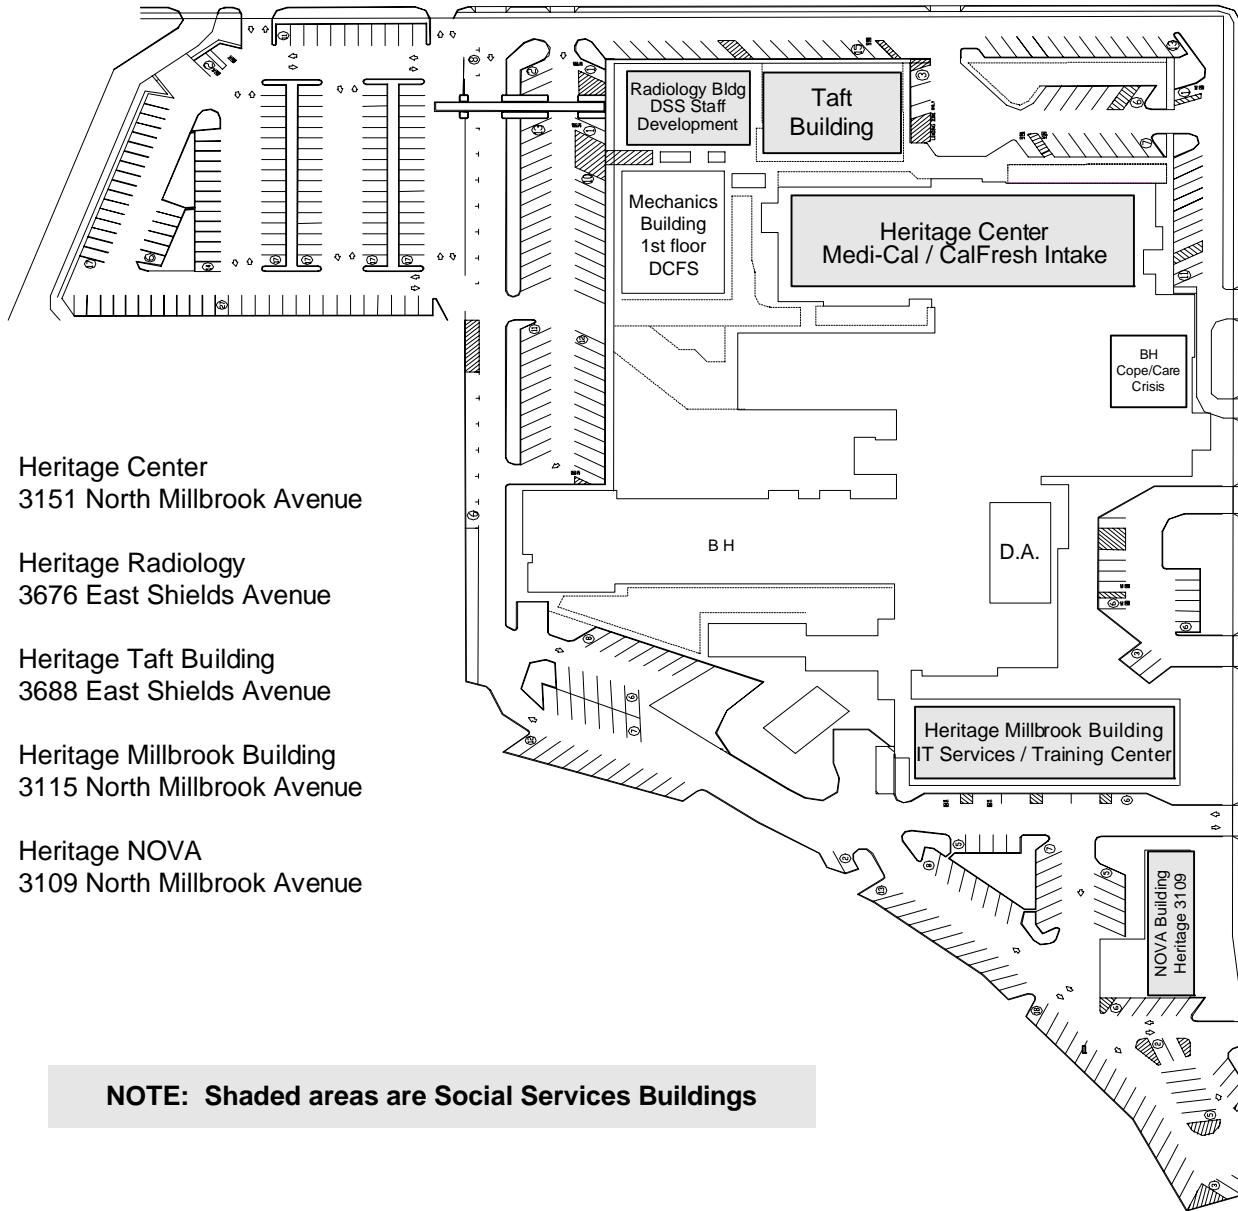 Radiology Bldg
DSS Staff
Development
Taft
Building
Mechanics
Building
1st floor
DCFS
Heritage Center
Medi-Cal / CalFresh Intake
BH
Cope/Care
Crisis
Heritage Center
3151 North Millbrook Avenue
Heritage Radiology
3676 East Shields Avenue
Heritage Taft Building
3688 East Shields Avenue
Heritage Millbrook Building
3115 North Millbrook Avenue
Heritage NOVA
3109 North Millbrook Avenue
B H
D.A.
Heritage Millbrook Building
IT Services / Training Center
NOVA Building
Heritage 3109
NOTE: Shaded areas are Social Services Buildings